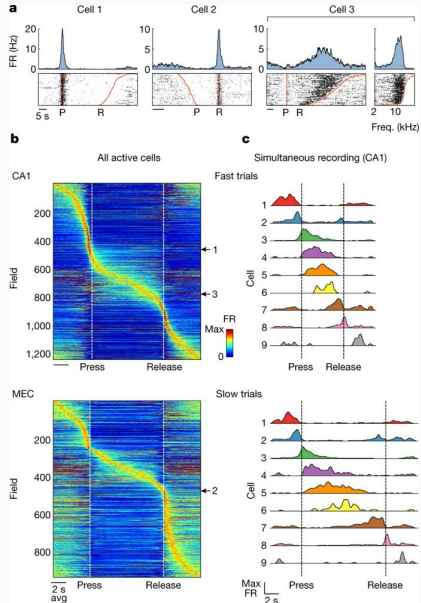 a
Cell 1
Cell 2
Cell 3
FR (Hz)
20
10
0
10
5
0
20
10
0
5 s
P
R
P
R
P
R
2
10
Freq. (kHz)
b
All active cells
c
Simultaneous recording (CA1)
CA1
Fast trials
Field
200
400
600
800
1,000
1,200
1
3
FR
Max
0
Press
Release
Cell
1
2
3
4
5
6
7
8
9
Press
Release
MEC
Slow trials
Field
200
400
600
800
2
2 s
avg
Press
Release
Cell
1
2
3
4
5
6
7
8
9
Max
FR
2 s
Press
Release